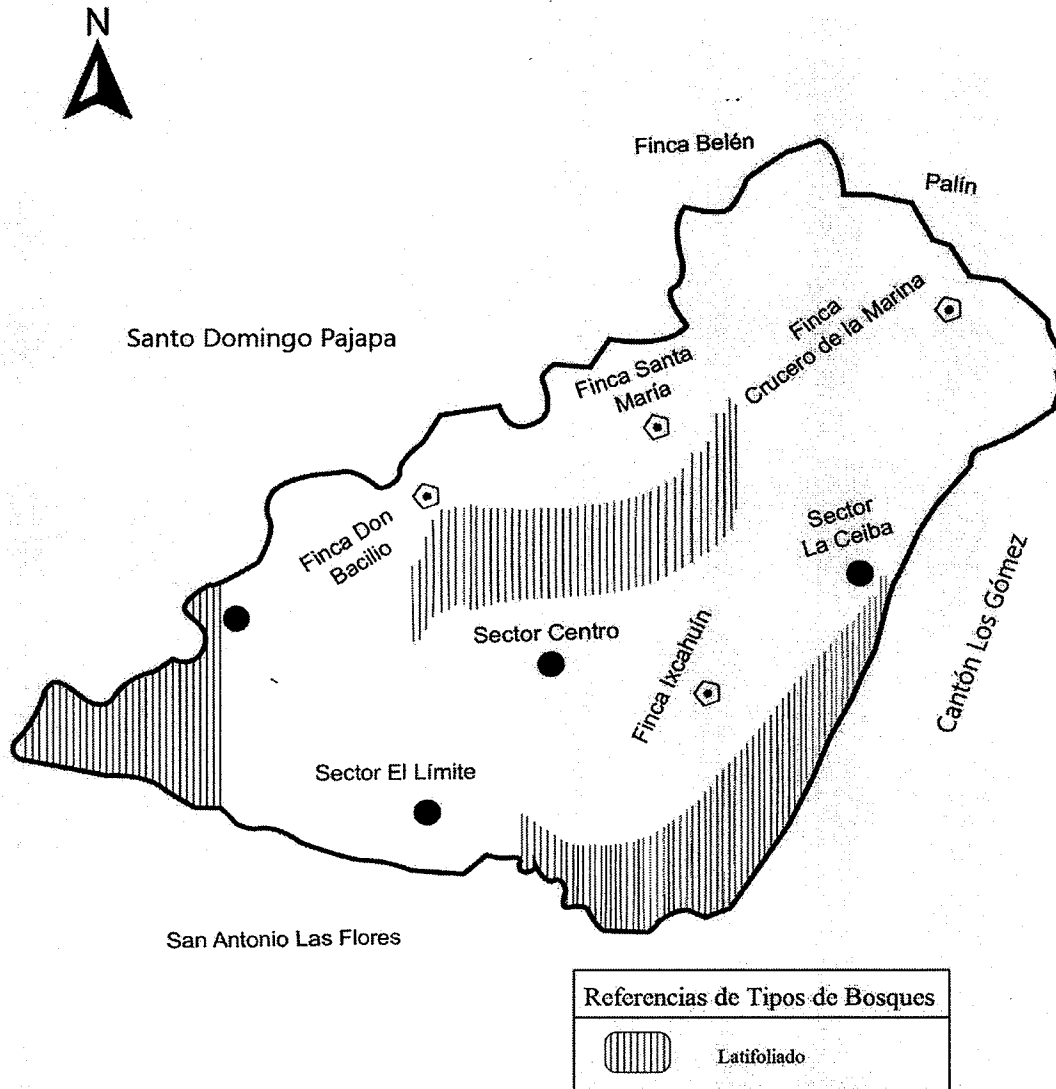 N
Finca Belén
Palín
Santo Domingo Pajapa
Finca
Crucero de la Marina
Finca Santa
María
Finca Don
Bacilio
Sector
La Ceiba
Cantón Los Gómez
Sector Centro
Finca Ixcahuín
Sector El Límite
San Antonio Las Flores
Referencias de Tipos de Bosques
Latifoliado